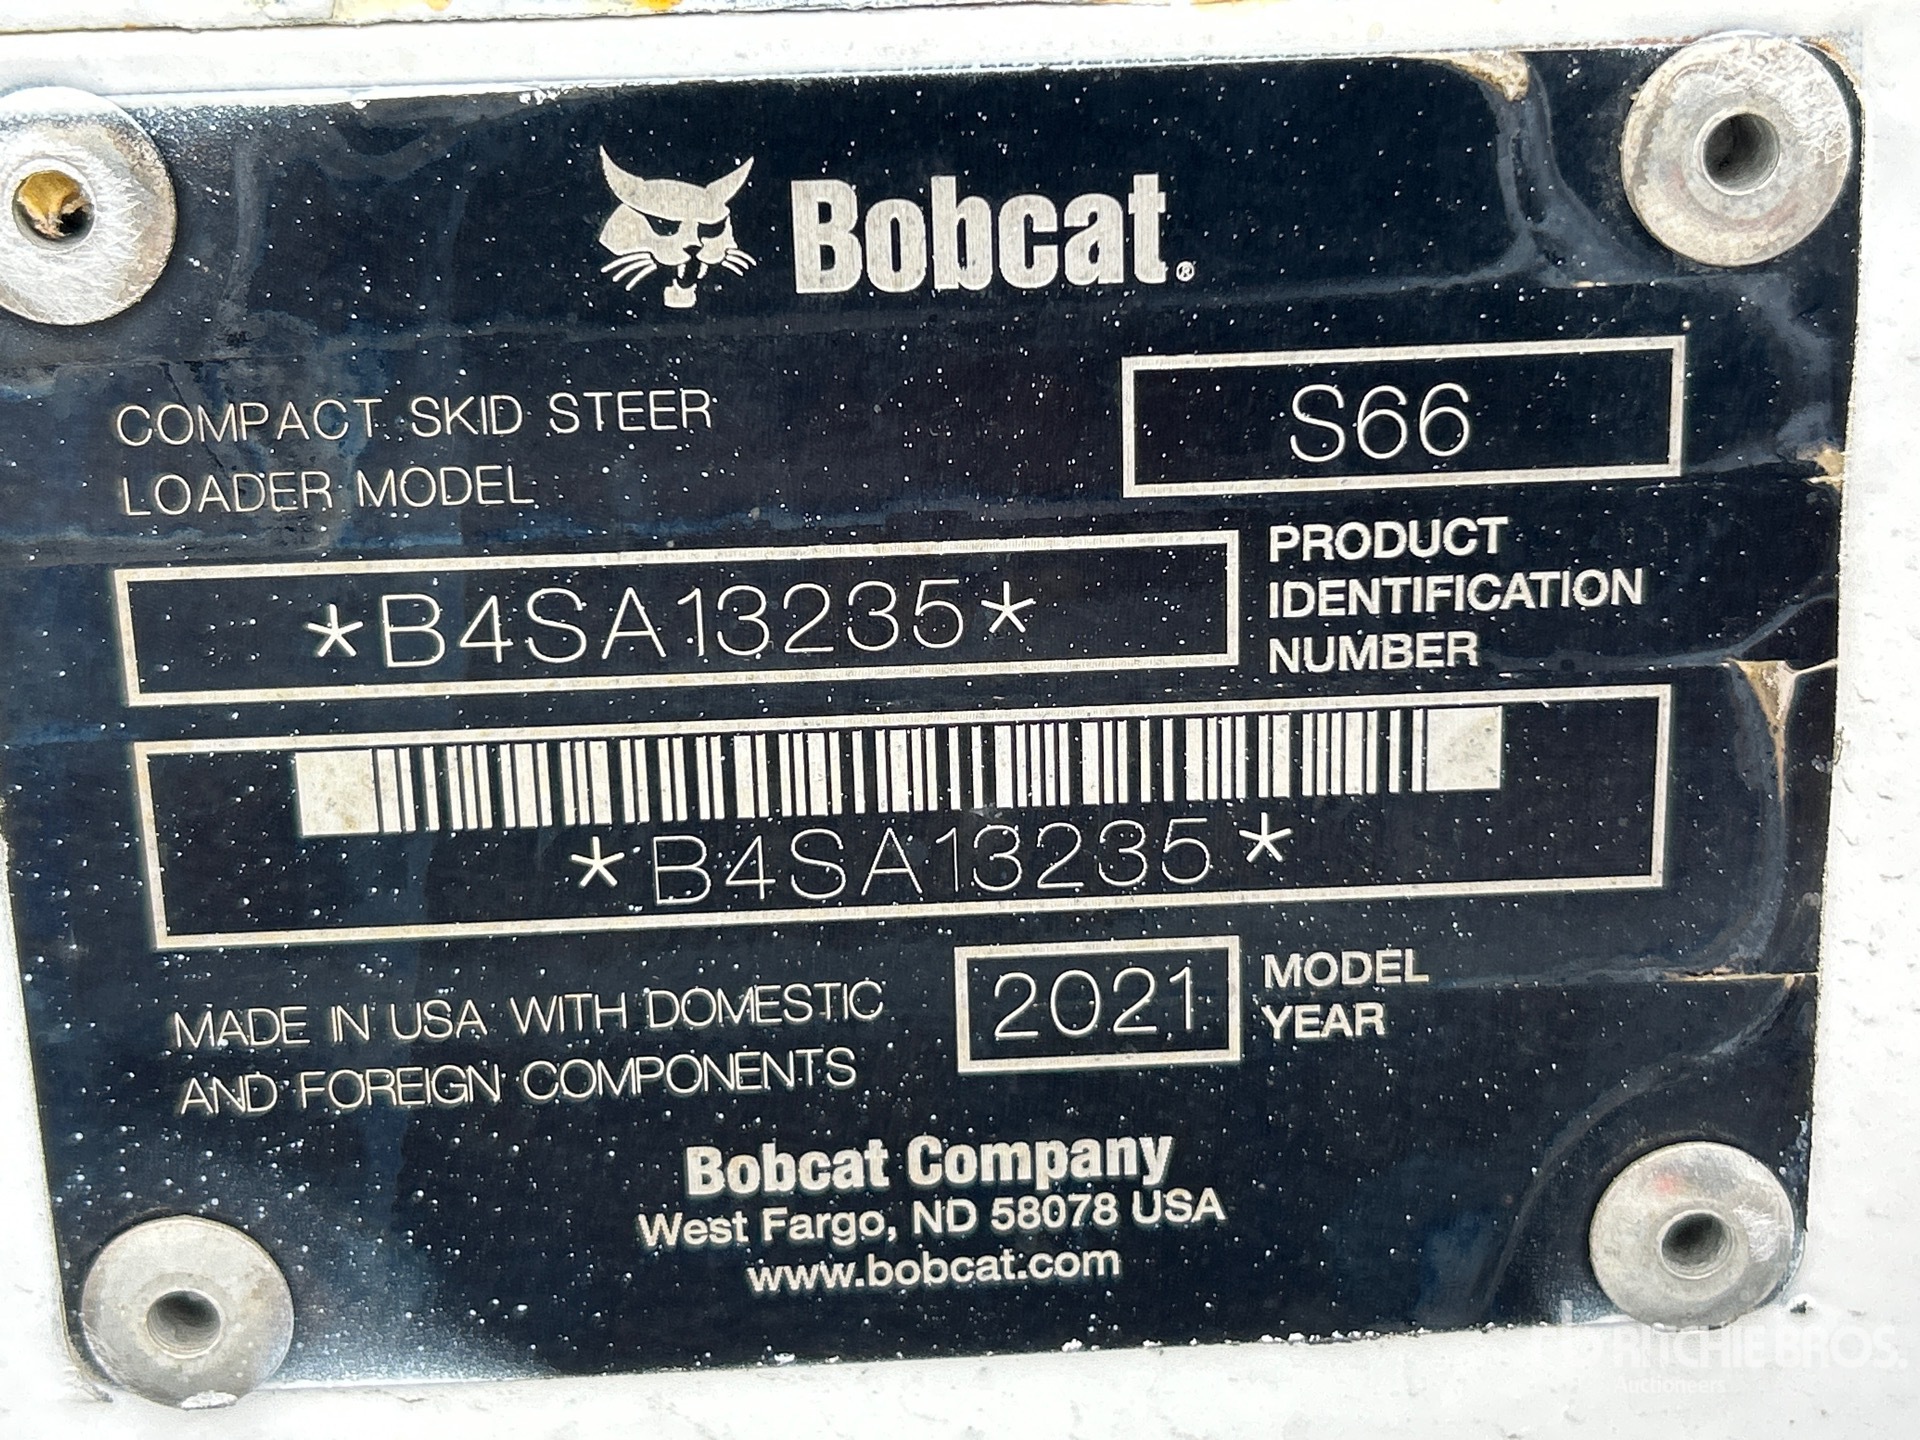 Bobcat®
COMPACT SKID STEER
LOADER MODEL
S66
*B4SA13235*
PRODUCT
IDENTIFICATION
NUMBER
*B4SA13235*
MADE IN USA WITH DOMESTIC
AND FOREIGN COMPONENTS
2021
MODEL
YEAR
Bobcat Company
West Fargo, ND 58078 USA
www.bobcat.com
RITCHIE BROS.
Auctioneers